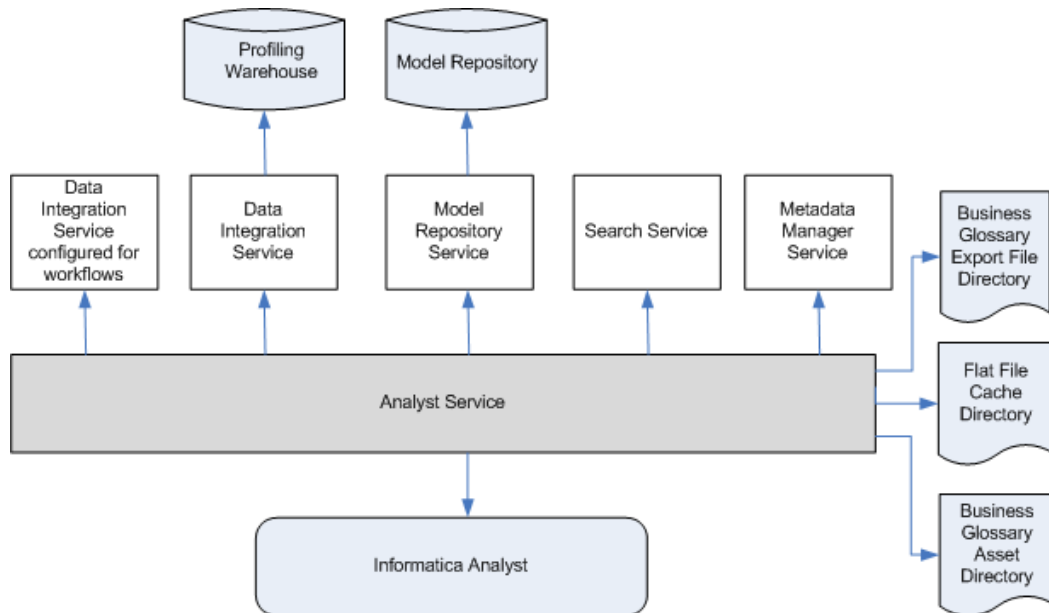 Profiling
Warehouse
Model Repository
Data
Integration
Service
configured for
workflows
Data
Integration
Service
Model
Repository
Service
Search Service
Metadata
Manager
Service
Business
Glossary
Export File
Directory
Analyst Service
Flat File
Cache
Directory
Business
Glossary
Asset
Directory
Informatica Analyst